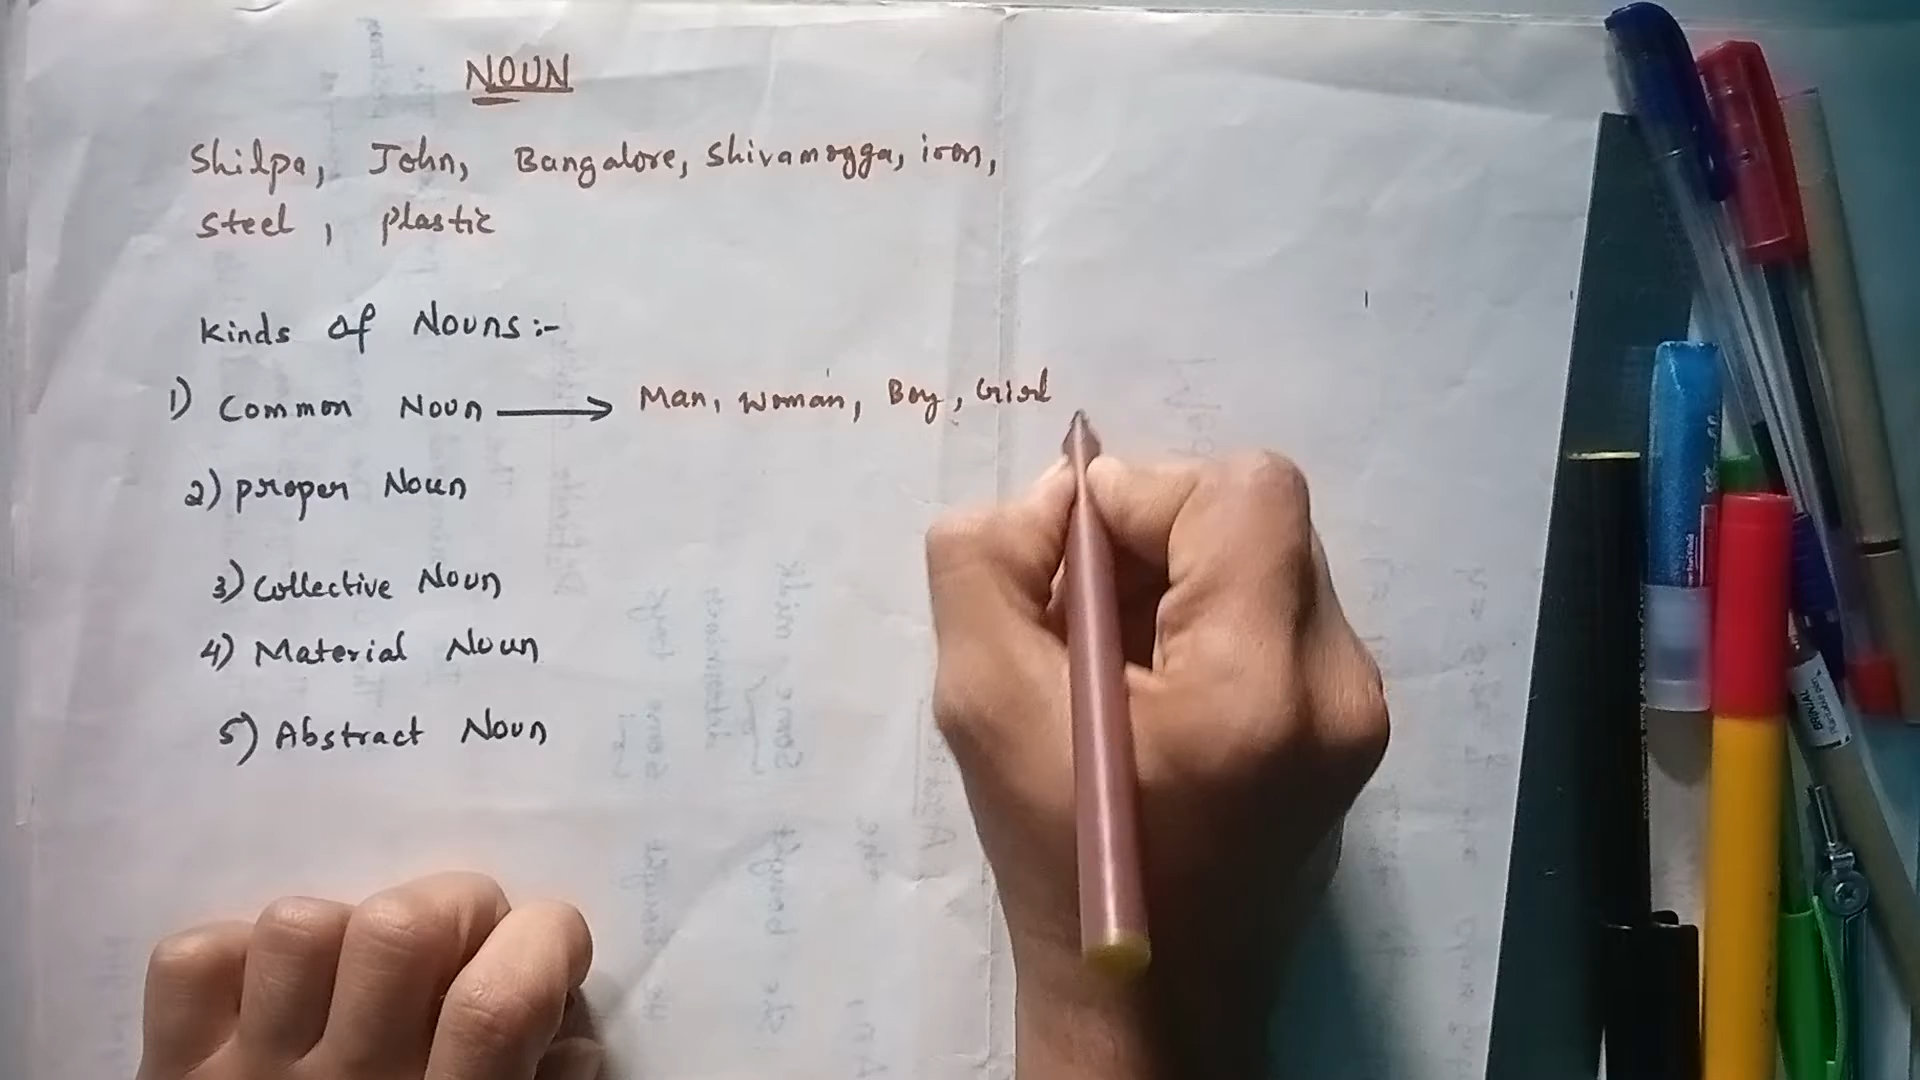 NOUN
Shilpa, John, Bangalore, Shivamogga, iron,
Steel, plastic
Kinds of Nouns:-
1) Common Noun → Man, Woman, Boy, Girl
2) proper Noun
3) Collective Noun
4) Material Noun
5) Abstract Noun